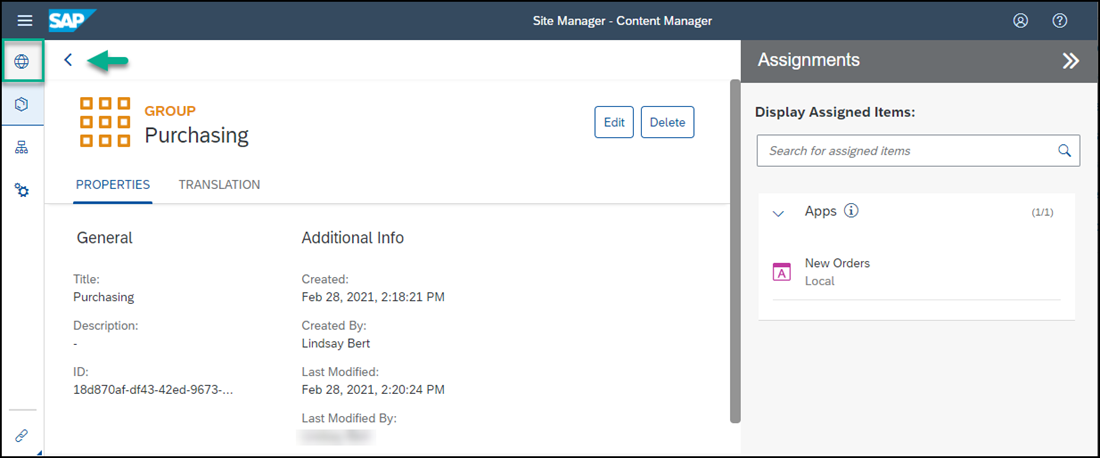 SAP
Site Manager - Content Manager
Assignments
GROUP
Purchasing
Edit
Delete
Display Assigned Items:
Search for assigned items
PROPERTIES
TRANSLATION
Apps
(1/1)
General
Additional Info
A
New Orders
Local
Title:
Purchasing
Created:
Feb 28, 2021, 2:18:21 PM
Description:
-
Created By:
Lindsay Bert
ID:
18d870af-df43-42ed-9673-...
Last Modified:
Feb 28, 2021, 2:20:24 PM
Last Modified By: